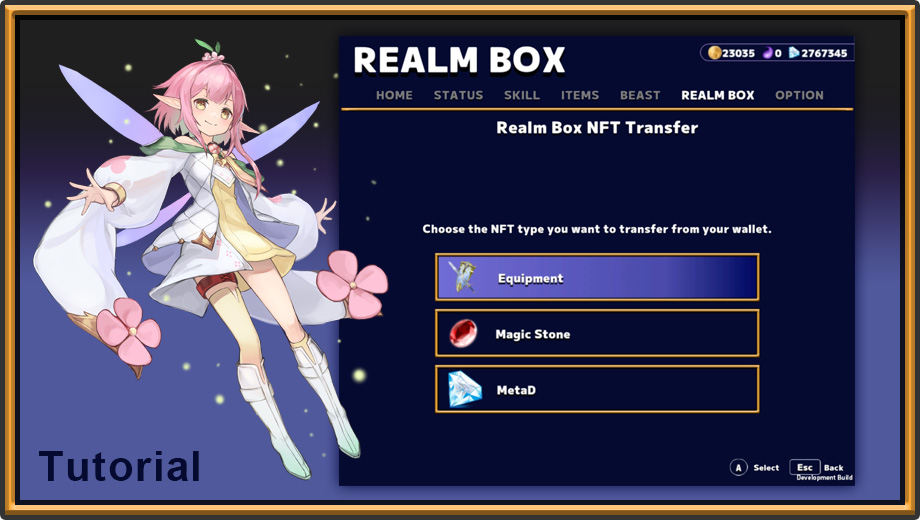 REALM BOX
23035 0 2767345
HOME STATUS SKILL ITEMS BEAST REALM BOX OPTION
Realm Box NFT Transfer
Choose the NFT type you want to transfer from your wallet.
Equipment
Magic Stone
MetaD
Tutorial
A Select Esc Back
Development Build